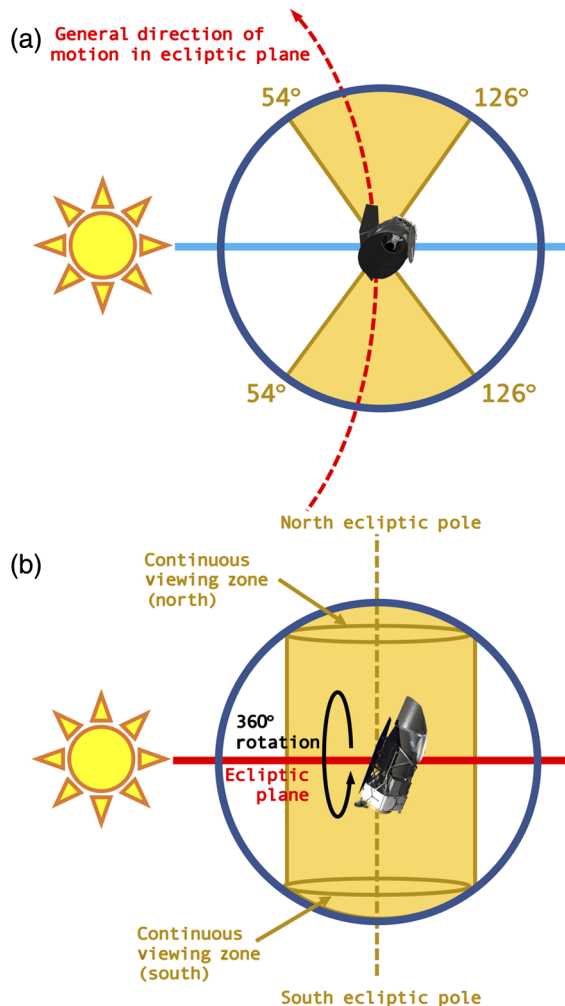 (a)
General direction of
motion in ecliptic plane
54°
126°
54°
126°
North ecliptic pole
(b)
Continuous
viewing zone
(north)
360°
rotation
Ecliptic
plane
Continuous
viewing zone
(south)
South ecliptic pole